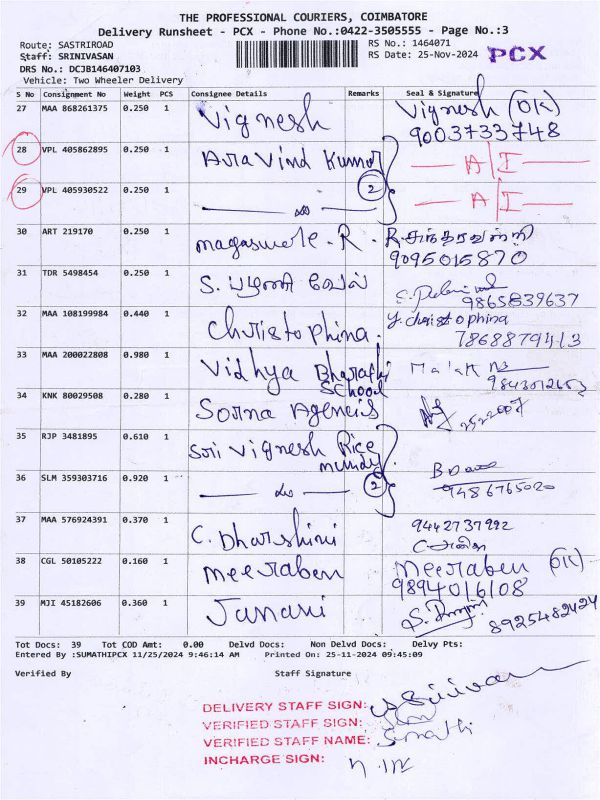 THE PROFESSIONAL COURIERS, COIMBATORE
Delivery Runsheet - PCX - Phone No.:0422-3505555 - Page No.:3
Route: SASTRIROAD RS No.: 1464071
Staff: SRINIVASAN RS Date: 25-Nov-2024 PCX
DRS No.: DCJB146407103
Vehicle: Two Wheeler Delivery
S No Consignment No Weight PCS Consignee Details Remarks Seal & Signature
27 MAA 868261375 0.250 1 Vignesh Vignesh (OK)
9003733748
28 VPL 405862895 0.250 1 Aravind Kumar A/I
29 VPL 405930522 0.250 1 2 A/I
30 ART 219170 0.250 1 magaswele. R.
9095015870
31 TDR 5498454 0.250 1 S. பழனி வேல்
9865839637
32 MAA 108199984 0.440 1 Christophina. y. christophina
7868879413
33 MAA 200022808 0.980 1 Vidhya Bharathi
School
34 KNK 80029508 0.280 1 Sorna Agencies
35 RJP 3481895 0.610 1 Sri Vignesh Rice
mundy
36 SLM 359303716 0.920 1 2
9486765020
37 MAA 576924391 0.370 1 C. Dharshini 9442737992
38 CGL 50105222 0.160 1 meeraben Meeraben (OK)
9894016108
39 MJI 45182606 0.360 1 Janani
8925482424
Tot Docs: 39 Tot COD Amt: 0.00 Delvd Docs: Non Delvd Docs: Delvy Pts:
Entered By :SUMATHIPCX 11/25/2024 9:46:14 AM Printed On: 25-11-2024 09:45:09
Verified By Staff Signature
DELIVERY STAFF SIGN:
VERIFIED STAFF SIGN:
VERIFIED STAFF NAME: Sumathi
INCHARGE SIGN: